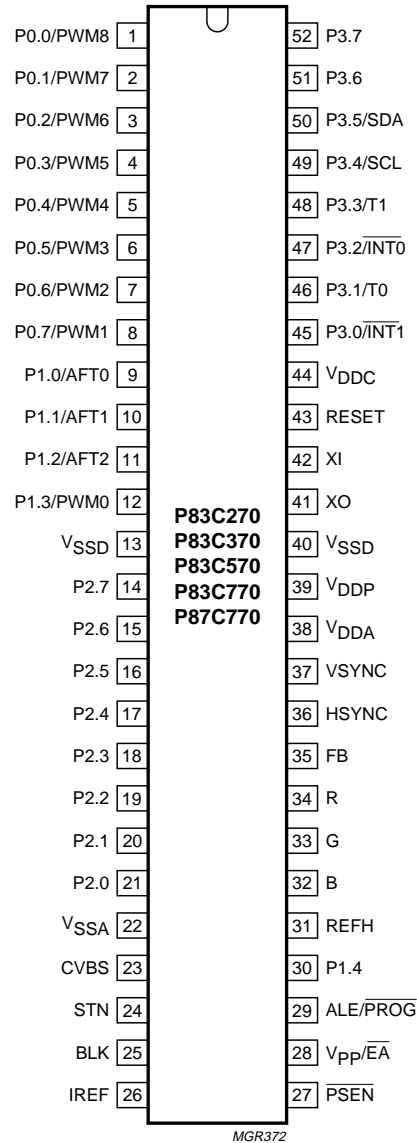 P0.0/PWM8 1 52 P3.7
P0.1/PWM7 2 51 P3.6
P0.2/PWM6 3 50 P3.5/SDA
P0.3/PWM5 4 49 P3.4/SCL
P0.4/PWM4 5 48 P3.3/T1
P0.5/PWM3 6 47 P3.2/I̅N̅T̅0̅
P0.6/PWM2 7 46 P3.1/T0
P0.7/PWM1 8 45 P3.0/I̅N̅T̅1̅
P1.0/AFT0 9 44 VDDC
P1.1/AFT1 10 43 RESET
P1.2/AFT2 11 42 XI
P1.3/PWM0 12 41 XO
P83C270
VSSD 13 40 VSSD
P83C370
P83C570
P2.7 14 39 VDDP
P83C770
P87C770
P2.6 15 38 VDDA
P2.5 16 37 VSYNC
P2.4 17 36 HSYNC
P2.3 18 35 FB
P2.2 19 34 R
P2.1 20 33 G
P2.0 21 32 B
VSSA 22 31 REFH
CVBS 23 30 P1.4
STN 24 29 ALE/P̅R̅O̅G̅
BLK 25 28 VPP/E̅A̅
IREF 26 27 P̅S̅E̅N̅
MGR372